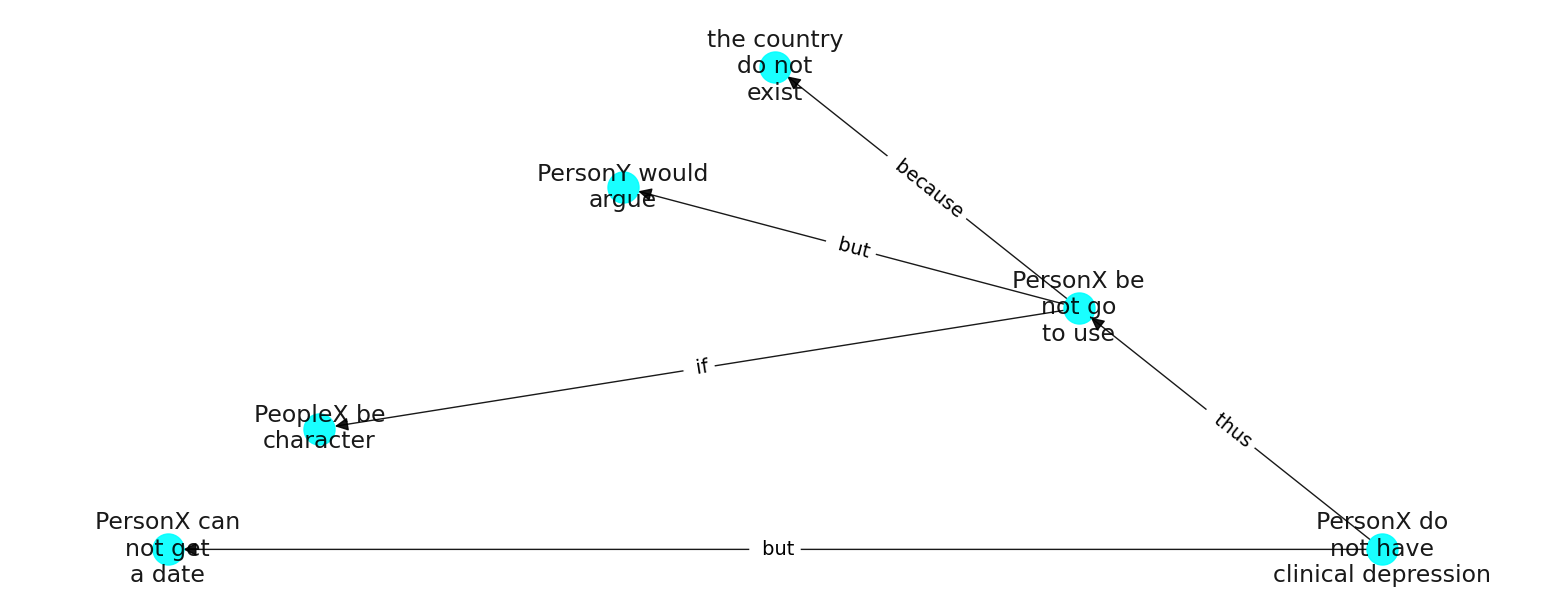 the country
do not
exist
because
PersonY would
argue
but
PersonX be
not go
to use
if
PeopleX be
character
thus
PersonX can
not get
a date
but
PersonX do
not have
clinical depression